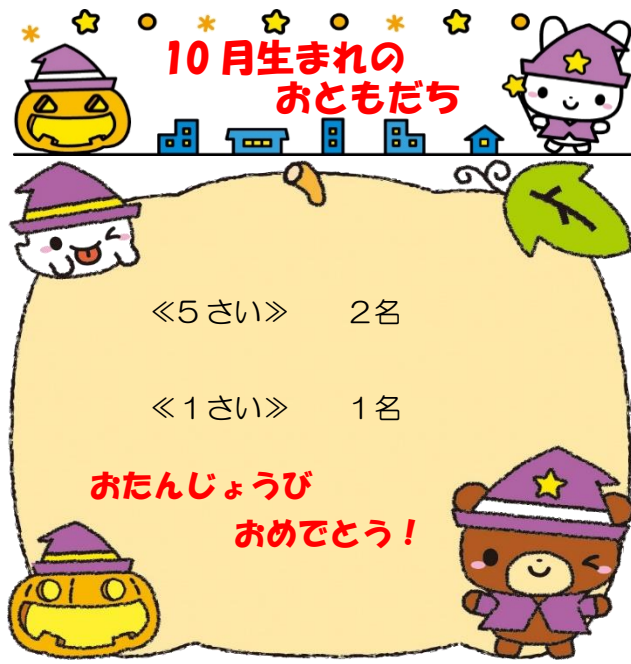 10月生まれの
おともだち
≪５さい≫　　２名
≪１さい≫　　１名
おたんじょうび
おめでとう！